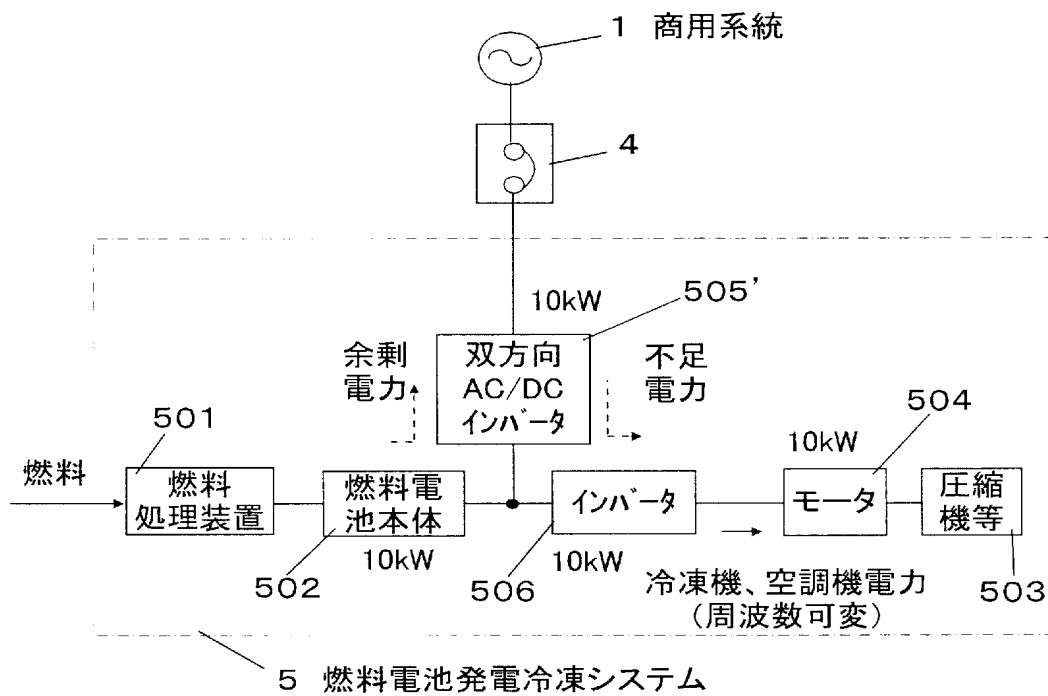 1 商用系統
4
505’
10kW
余剰
電力
双方向
AC/DC
インバータ
不足
電力
501
504
10kW
燃料
燃料
処理装置
燃料電
池本体
インバータ
モータ
圧縮
機等
502
10kW
506
10kW
冷凍機、空調機電力
(周波数可変)
503
5 燃料電池発電冷凍システム